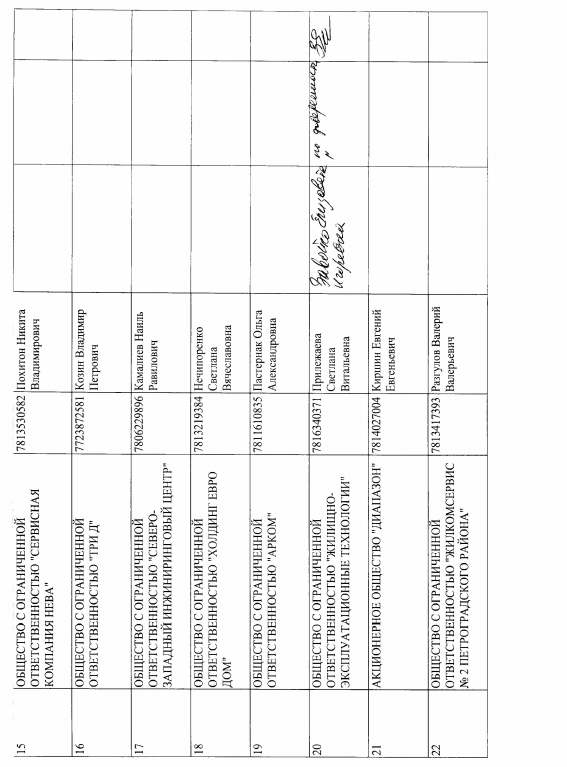 15
ОБЩЕСТВО С ОГРАНИЧЕННОЙ
ОТВЕТСТВЕННОСТЬЮ "СЕРВИСНАЯ
КОМПАНИЯ НЕВА"
7813530582
Похитон Никита
Владимирович
16
ОБЩЕСТВО С ОГРАНИЧЕННОЙ
ОТВЕТСТВЕННОСТЬЮ "ТРИ Д"
7723872581
Козин Владимир
Петрович
17
ОБЩЕСТВО С ОГРАНИЧЕННОЙ
ОТВЕТСТВЕННОСТЬЮ "СЕВЕРО-
ЗАПАДНЫЙ ИНЖИНИРИНГОВЫЙ ЦЕНТР"
7806229896
Камалиев Наиль
Равилович
18
ОБЩЕСТВО С ОГРАНИЧЕННОЙ
ОТВЕТСТВЕННОСТЬЮ "ХОЛДИНГ ЕВРО
ДОМ"
7813219384
Нечипоренко
Светлана
Вячеславовна
19
ОБЩЕСТВО С ОГРАНИЧЕННОЙ
ОТВЕТСТВЕННОСТЬЮ "АРКОМ"
7811610835
Пастернак Ольга
Александровна
20
ОБЩЕСТВО С ОГРАНИЧЕННОЙ
ОТВЕТСТВЕННОСТЬЮ "ЖИЛИЩНО-
ЭКСПЛУАТАЦИОННЫЕ ТЕХНОЛОГИИ"
7816340371
Прилежаева
Светлана
Витальевна
Елизавета по доверенности
Игоревна
21
АКЦИОНЕРНОЕ ОБЩЕСТВО "ДИАПАЗОН"
7814027004
Киршин Евгений
Евгеньевич
22
ОБЩЕСТВО С ОГРАНИЧЕННОЙ
ОТВЕТСТВЕННОСТЬЮ "ЖИЛКОМСЕРВИС
№ 2 ПЕТРОГРАДСКОГО РАЙОНА"
7813417393
Разгулов Валерий
Валерьевич